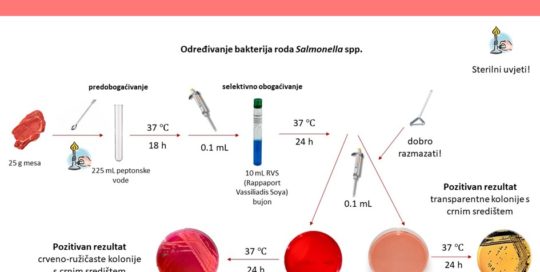 Određivanje bakterija roda Salmonella spp.
Sterilni uvjeti!
predobogaćivanje
selektivno obogaćivanje
37 °C
18 h
0.1 mL
37 °C
24 h
dobro
razmazati!
25 g mesa
225 mL peptonske
vode
10 mL RVS
(Rappaport
Vassiliadis Soya)
bujon
0.1 mL
Pozitivan rezultat
transparentne kolonije s
crnim središtem
Pozitivan rezultat
crveno-ružičaste kolonije
s crnim središtem
37 °C
24 h
37 °C
24 h